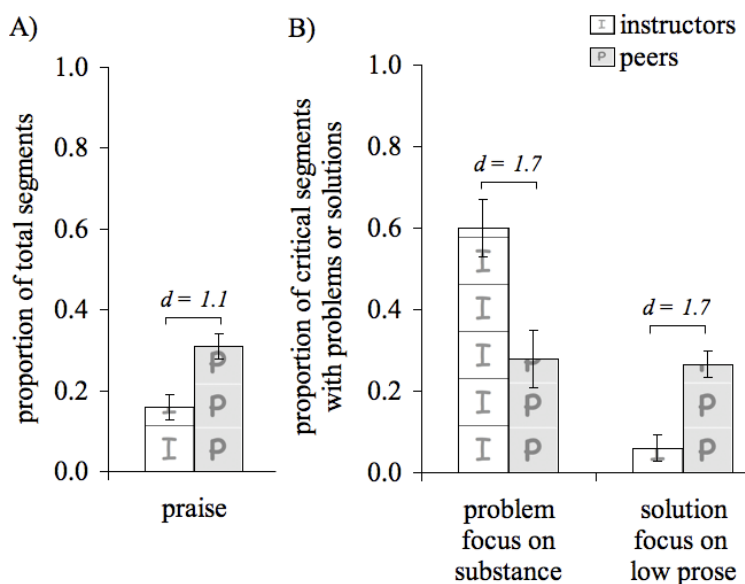 A)
B)
I instructors
P peers
proportion of total segments
1.0
0.8
0.6
0.4
0.2
0.0
d = 1.1
I
I
P
P
P
praise
proportion of critical segments
with problems or solutions
1.0
0.8
0.6
0.4
0.2
0.0
d = 1.7
I
I
I
I
I
P
P
P
problem
focus on
substance
d = 1.7
I
P
P
P
solution
focus on
low prose